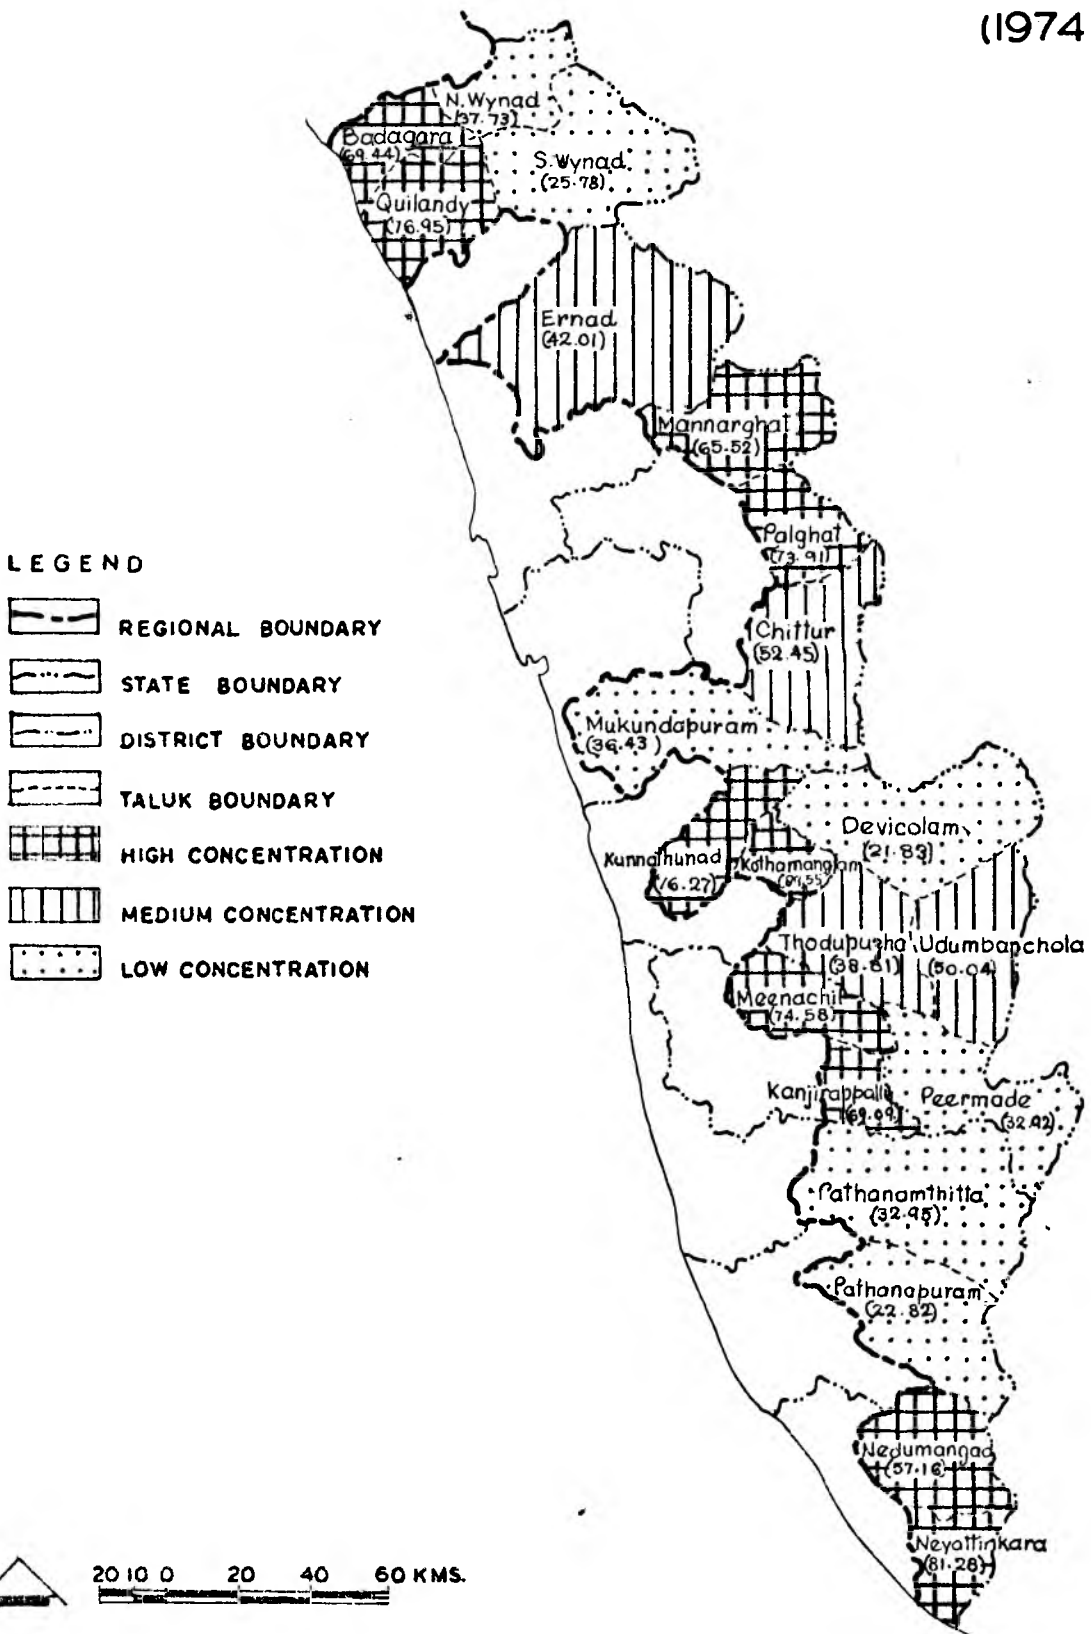 (1974
N. Wynad
(37.73)
Badagara
(69.44)
S. Wynad
(25.78)
Quilandy
(76.95)
Ernad
(42.01)
Mannarghat
(65.52)
Palghat
(73.91)
Chittur
(52.45)
Mukundapuram
(36.43)
Devicolam
(21.83)
Kunnathunad
(76.27)
Kothamanglam
Thodupuzha
(38.81)
Udumbanchola
(50.04)
Meenachil
(74.58)
Kanjirappally
(69.09)
Peermade
(32.92)
Pathanamthitta
(32.95)
Pathanapuram
(22.82)
Nedumangad
(57.16)
Neyattinkara
(81.28)
LEGEND
REGIONAL BOUNDARY
STATE BOUNDARY
DISTRICT BOUNDARY
TALUK BOUNDARY
HIGH CONCENTRATION
MEDIUM CONCENTRATION
LOW CONCENTRATION
20 10 0 20 40 60 KMS.